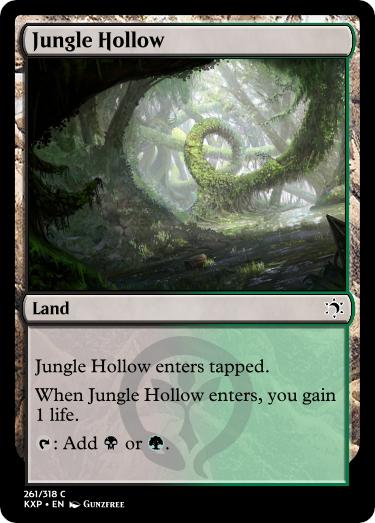 Jungle Hollow
Land
Jungle Hollow enters tapped.
When Jungle Hollow enters, you gain
1 life.
: Add or .
261/318 C
KXP • EN GUNZFREE